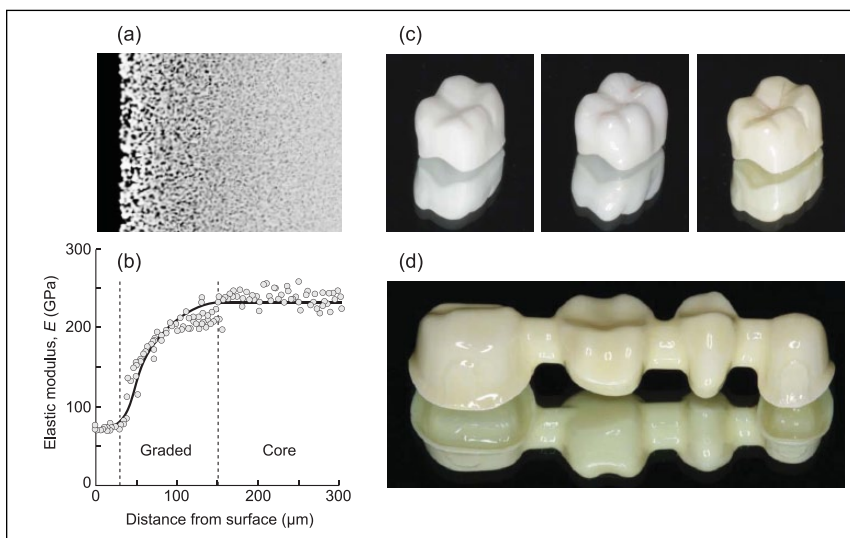 (a)
(c)
(b)
300
200
100
0
Elastic modulus, E (GPa)
Graded
Core
0
100
200
300
Distance from surface (μm)
(d)